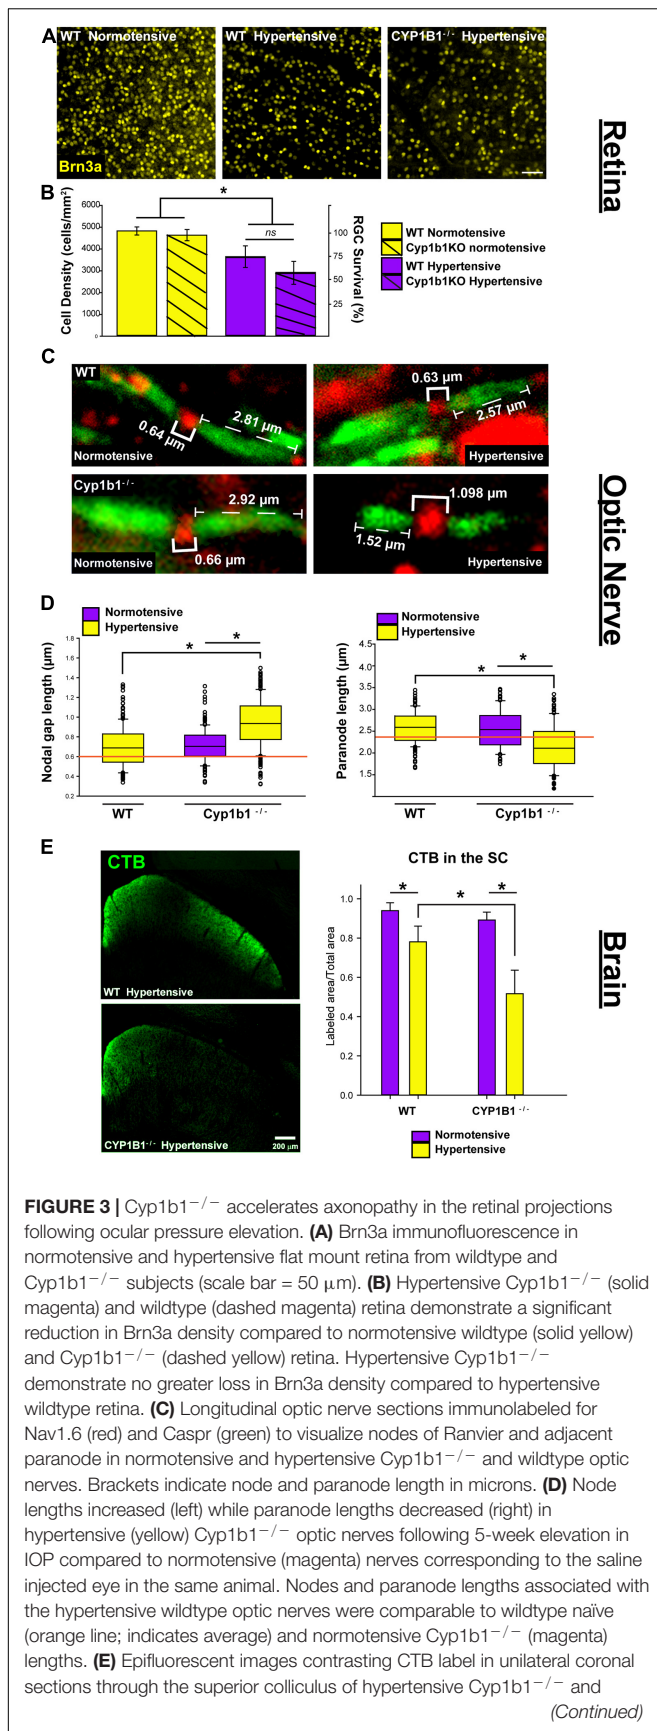 A
WT Normotensive
WT Hypertensive
CYP1B1-/- Hypertensive
Brn3a
Retina
B
Cell Density (cells/mm2)
6000
5000
4000
3000
2000
1000
0
*
ns
100
75
50
25
RGC Survival (%)
WT Normotensive
Cyp1b1KO normotensive
WT Hypertensive
Cyp1b1KO Hypertensive
C
WT
0.64 μm
2.81 μm
Normotensive
0.63 μm
2.57 μm
Hypertensive
Cyp1b1-/-
2.92 μm
0.66 μm
Normotensive
1.098 μm
1.52 μm
Hypertensive
Optic Nerve
D
Normotensive
Hypertensive
Nodal gap length (μm)
1.8
1.6
1.4
1.2
1.0
0.8
0.6
0.4
0.2
*
*
WT
Cyp1b1 -/-
Normotensive
Hypertensive
Paranode length (μm)
4.5
4.0
3.5
3.0
2.5
2.0
1.5
1.0
*
*
WT
Cyp1b1 -/-
E
CTB
WT Hypertensive
CYP1B1-/- Hypertensive
200 μm
CTB in the SC
Labeled area/Total area
1.0
0.8
0.6
0.4
0.2
0.0
*
*
*
WT
CYP1B1 -/-
Normotensive
Hypertensive
Brain
FIGURE 3 | Cyp1b1−/− accelerates axonopathy in the retinal projections
following ocular pressure elevation. (A) Brn3a immunofluorescence in
normotensive and hypertensive flat mount retina from wildtype and
Cyp1b1−/− subjects (scale bar = 50 μm). (B) Hypertensive Cyp1b1−/− (solid
magenta) and wildtype (dashed magenta) retina demonstrate a significant
reduction in Brn3a density compared to normotensive wildtype (solid yellow)
and Cyp1b1−/− (dashed yellow) retina. Hypertensive Cyp1b1−/−
demonstrate no greater loss in Brn3a density compared to hypertensive
wildtype retina. (C) Longitudinal optic nerve sections immunolabeled for
Nav1.6 (red) and Caspr (green) to visualize nodes of Ranvier and adjacent
paranode in normotensive and hypertensive Cyp1b1−/− and wildtype optic
nerves. Brackets indicate node and paranode length in microns. (D) Node
lengths increased (left) while paranode lengths decreased (right) in
hypertensive (yellow) Cyp1b1−/− optic nerves following 5-week elevation in
IOP compared to normotensive (magenta) nerves corresponding to the saline
injected eye in the same animal. Nodes and paranode lengths associated with
the hypertensive wildtype optic nerves were comparable to wildtype naïve
(orange line; indicates average) and normotensive Cyp1b1−/− (magenta)
lengths. (E) Epifluorescent images contrasting CTB label in unilateral coronal
sections through the superior colliculus of hypertensive Cyp1b1−/− and
(Continued)